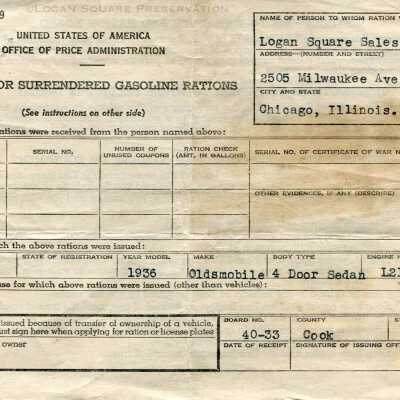 9
Logan Square Preservation
UNITED STATES OF AMERICA
OFFICE OF PRICE ADMINISTRATION
OR SURRENDERED GASOLINE RATIONS
(See instructions on other side)
NAME OF PERSON TO WHOM RATION
Logan Square Sales
ADDRESS—(NUMBER AND STREET)
2505 Milwaukee Ave
CITY AND STATE
Chicago, Illinois.
rations were received from the person named above:
SERIAL NO.
NUMBER OF UNUSED COUPONS
RATION CHECK (AMT. IN GALLONS)
SERIAL NO. OF CERTIFICATE OF WAR
OTHER EVIDENCES, IF ANY (DESCRIBE)
which the above rations were issued:
STATE OF REGISTRATION
YEAR MODEL
1936
MAKE
Oldsmobile
BODY TYPE
4 Door Sedan
ENGINE
L2
for which above rations were issued (other than vehicles):
issued because of transfer of ownership of a vehicle,
must sign here when applying for ration or license plates
owner
BOARD NO.
40-33
COUNTY
Cook
DATE OF RECEIPT
SIGNATURE OF ISSUING